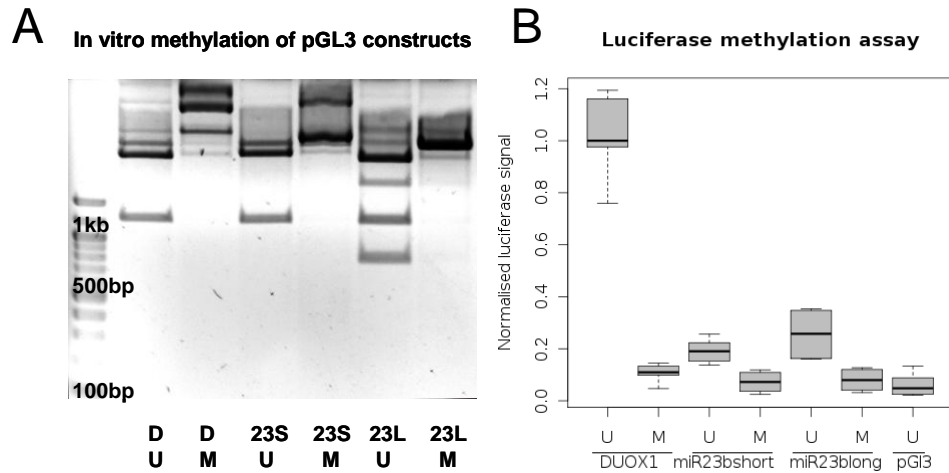 A
In vitro methylation of pGL3 constructs
1kb
500bp
100bp
D D 23S 23S 23L 23L
U M U M U M
B
Luciferase methylation assay
Normalised luciferase signal
1.2
1.0
0.8
0.6
0.4
0.2
0.0
U M U M U M U
DUOX1 miR23bshort miR23blong pGl3